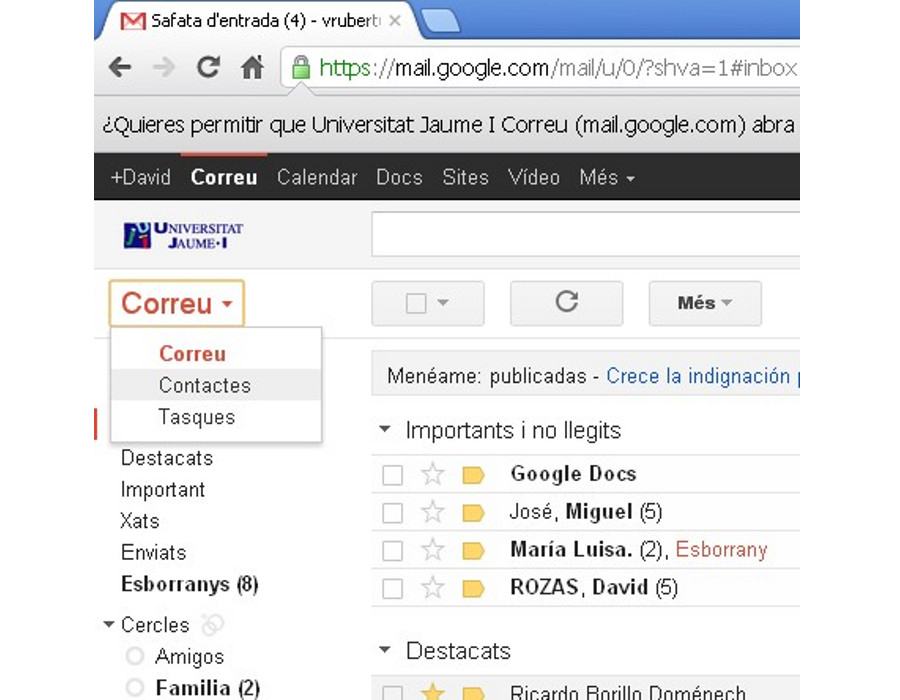 Safata d'entrada (4) - vrubert
https://mail.google.com/mail/u/0/?shva=1#inbox
¿Quieres permitir que Universitat Jaume I Correu (mail.google.com) abra
+David Correu Calendar Docs Sites Vídeo Més
UNIVERSITAT
JAUME·I
Correu
Més
Correu
Contactes
Tasques
Destacats
Important
Xats
Enviats
Esborranys (8)
Cercles
Amigos
Familia (2)
Menéame: publicadas - Crece la indignación
Importants i no llegits
Google Docs
José, Miguel (5)
María Luisa. (2), Esborrany
ROZAS, David (5)
Destacats
Ricardo Borillo Doménech